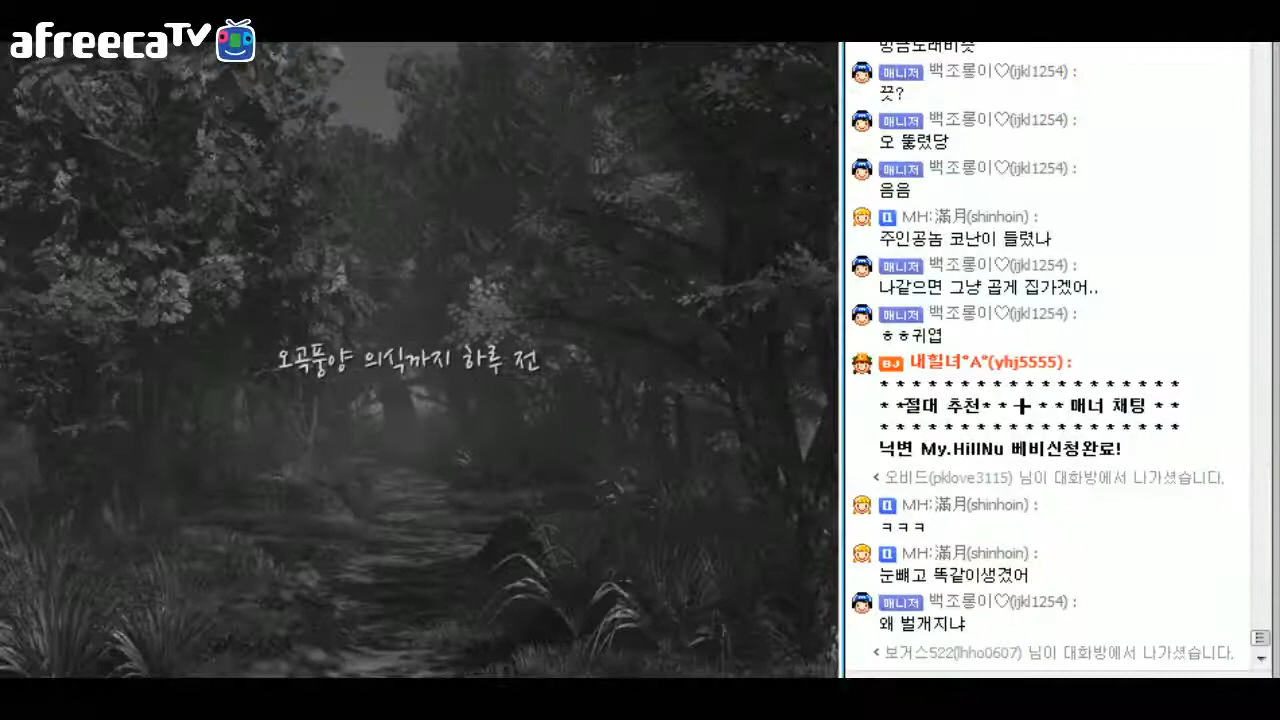 afreecaTV
오곡풍양 의식까지 하루 전
매니저 백조롱이♡(ijkl1254) :
끗?
매니저 백조롱이♡(ijkl1254) :
오 뚫렸당
매니저 백조롱이♡(ijkl1254) :
음음
MH:滿月(shinhoin) :
주인공놈 코난이 들렸나
매니저 백조롱이♡(ijkl1254) :
나같으면 그냥 곱게 집가겠어..
매니저 백조롱이♡(ijkl1254) :
ㅎㅎ귀엽
BJ 내힐녀°A°(yhj5555) :
* * * * * * * * * * * * * * * * * * *
* *절대 추천* * ╋ * * 매너 채팅 * *
* * * * * * * * * * * * * * * * * * *
닉변 My.HillNu 베비신청완료!
< 오비드(pklove3115) 님이 대화방에서 나가셨습니다.
MH:滿月(shinhoin) :
ㅋㅋㅋ
MH:滿月(shinhoin) :
눈빼고 똑같이생겼어
매니저 백조롱이♡(ijkl1254) :
왜 벌개지냐
< 보거스522(lhho0607) 님이 대화방에서 나가셨습니다.